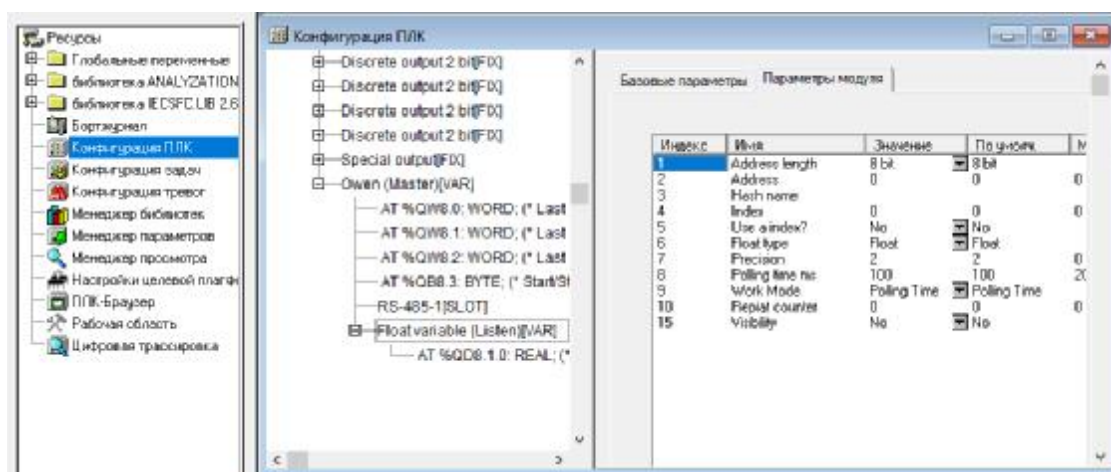 Ресурсы
Глобальные переменные
библиотека ANALYZATION
библиотека IECSFC.LIB 2.6
Бортжурнал
Конфигурация ПЛК
Конфигурация задач
Конфигурация тревог
Менеджер библиотек
Менеджер параметров
Менеджер просмотра
Настройки целевой платф
ПЛК-Браузер
Рабочая область
Цифровая трассировка
Конфигурация ПЛК
Discrete output 2 bit[FIX]
Discrete output 2 bit[FIX]
Discrete output 2 bit[FIX]
Discrete output 2 bit[FIX]
Special output[FIX]
Owen (Master)[VAR]
AT %QW8.0: WORD; (* Last
AT %QW8.1: WORD; (* Last
AT %QW8.2: WORD; (* Last
AT %QB8.3: BYTE; (* Start/St
RS-485-1[SLOT]
Float variable (Listen)[VAR]
AT %QD8.1.0: REAL; (*
Базовые параметры Параметры модуля
Индекс Имя Значение По умолч. М
1 Address length 8 bit 8 bit
2 Address 0 0 0
3 Hash name
4 Index 0 0 0
5 Use a index? No No
6 Float type Float Float
7 Precision 2 2 0
8 Polling time ms 100 100 20
9 Work Mode Polling Time Polling Time
10 Repiat counter 0 0 0
15 Visibility No No